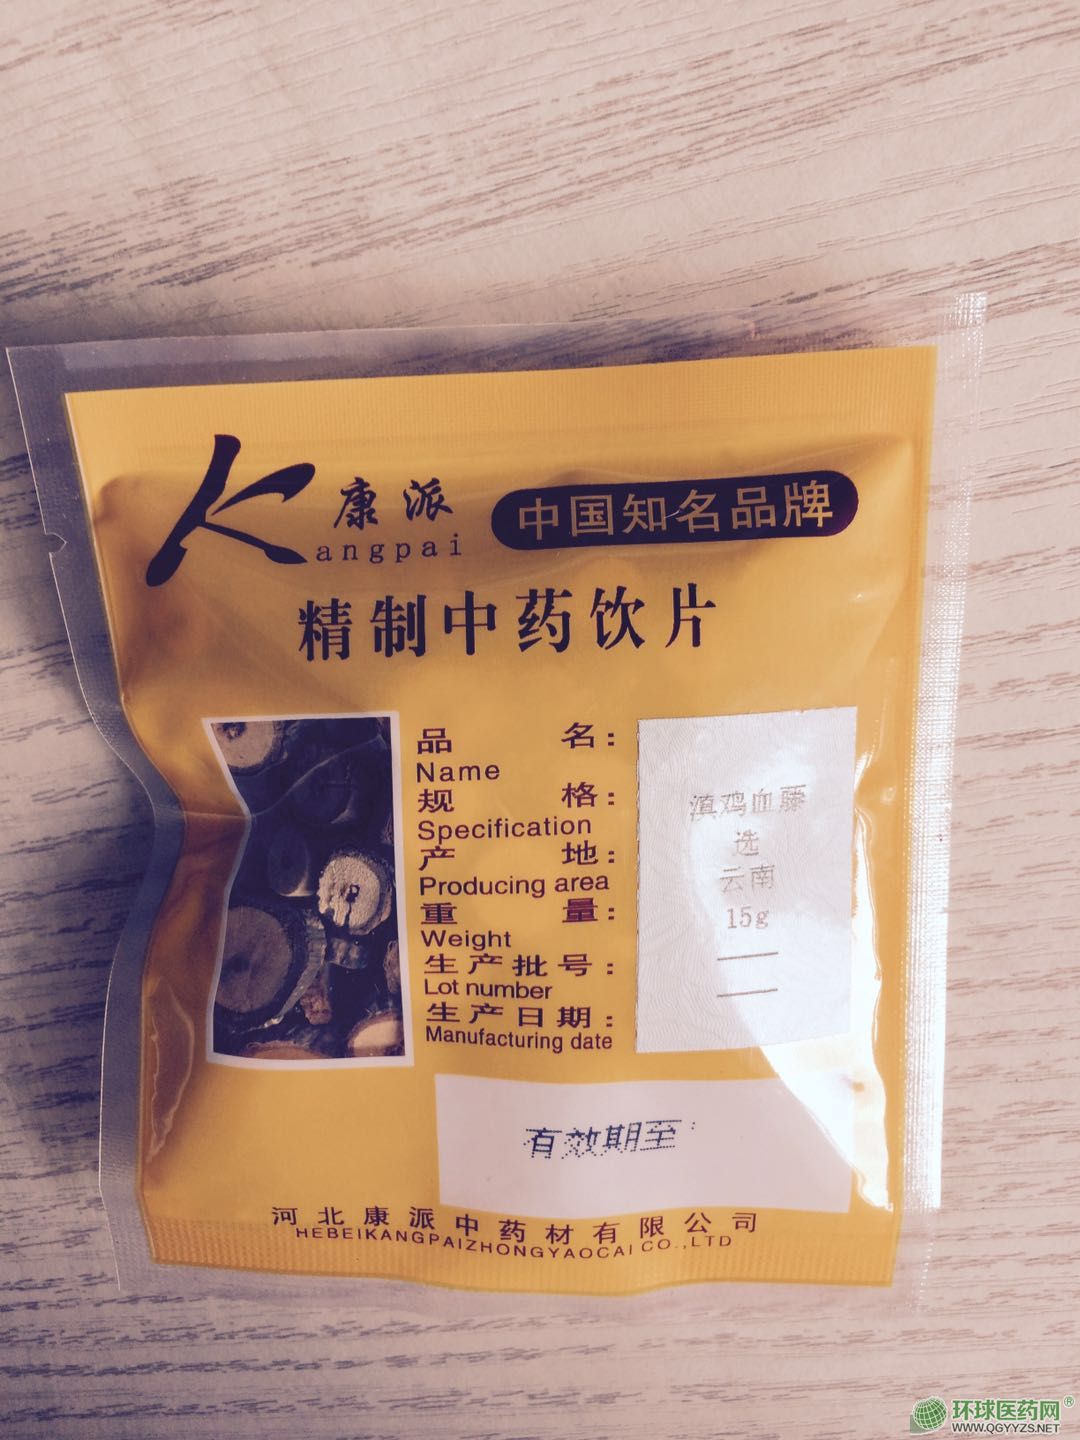 康派
Kangpai
中国知名品牌
精制中药饮片
品名:
Name
规格:
Specification
产地:
Producing area
重量:
Weight
生产批号:
Lot number
生产日期:
Manufacturing date
滇鸡血藤
选
云南
15g
有效期至:
河北康派中药材有限公司
HEBEIKANGPAIZHONGYAOCAI CO.,LTD
环球医药网®
WWW.QGYYZS.NET